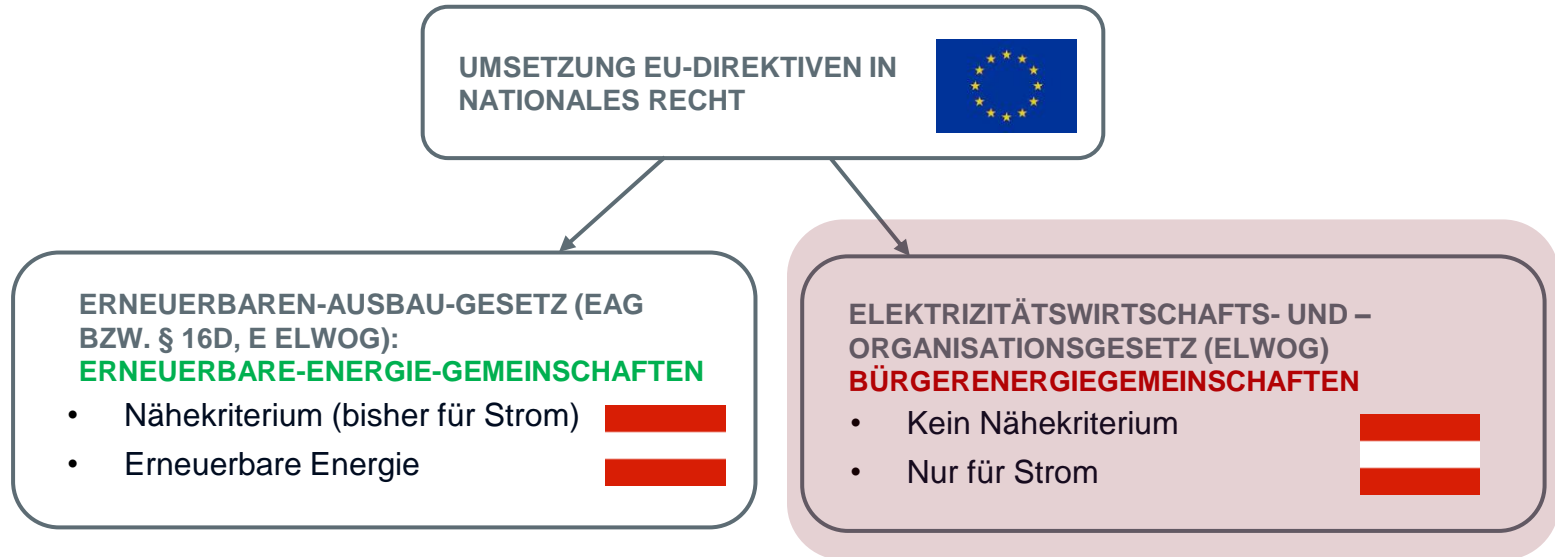 UMSETZUNG EU-DIREKTIVEN IN
NATIONALES RECHT
ERNEUERBAREN-AUSBAU-GESETZ (EAG
BZW. § 16D, E ELWOG):
ERNEUERBARE-ENERGIE-GEMEINSCHAFTEN
• Nähekriterium (bisher für Strom)
• Erneuerbare Energie
ELEKTRIZITÄTSWIRTSCHAFTS- UND –
ORGANISATIONSGESETZ (ELWOG)
BÜRGERENERGIEGEMEINSCHAFTEN
• Kein Nähekriterium
• Nur für Strom